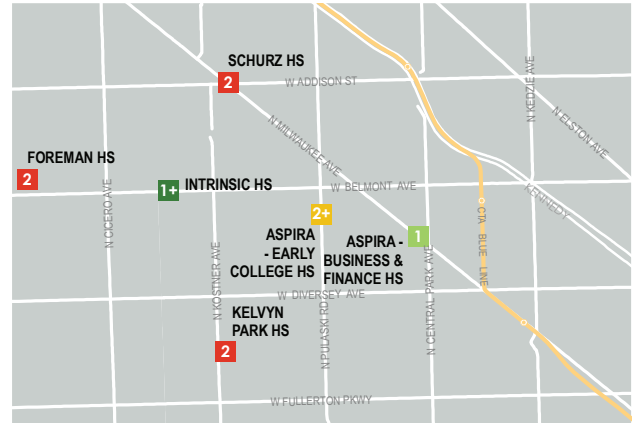 SCHURZ HS
2
W ADDISON ST
N KEDZIE AVE
N ELSTON AVE
N MILWAUKEE AVE
FOREMAN HS
2
1+
INTRINSIC HS
W BELMONT AVE
KENNEDY
N CICERO AVE
2+
ASPIRA
- EARLY
COLLEGE HS
ASPIRA -
BUSINESS &
FINANCE HS
1
CTA BLUE LINE
N KOSTNER AVE
W DIVERSEY AVE
N CENTRAL PARK AVE
N PULASKI RD
KELVYN
PARK HS
2
W FULLERTON PKWY